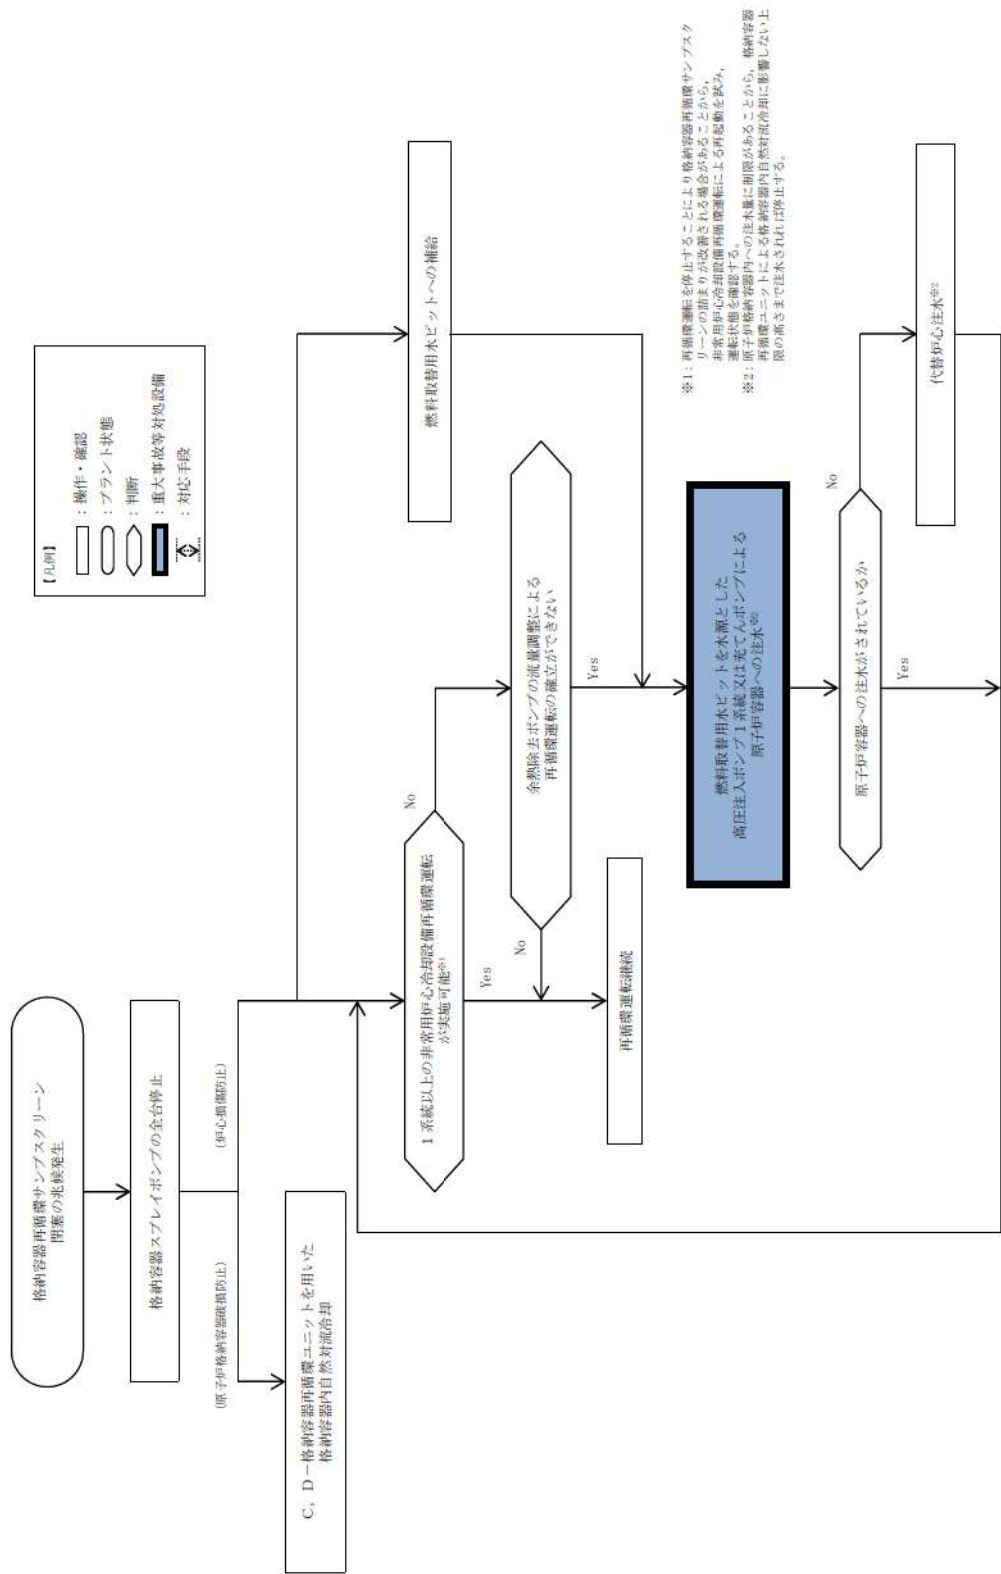 格納容器再循環サンプスクリーン
閉塞の兆候発生
格納容器スプレイポンプの全台停止
(原子炉格納容器破損防止)
(炉心損傷防止)
C,D-格納容器再循環ユニットを用いた
格納容器内自然対流冷却
1系統以上の非常用炉心冷却設備再循環運転
が実施可能※1
Yes
No
余熱除去ポンプの流量調整による
再循環運転の確立ができない
No
Yes
再循環運転継続
燃料取替用水ピットへの補給
燃料取替用水ピットを水源とした
高圧注入ポンプ1系統又は充てんポンプによる
原子炉容器への注水※2
原子炉容器への注水がされているか
No
Yes
代替炉心注水※2
【凡例】
:操作・確認
:プラント状態
:判断
:重大事故等対処設備
:対応手段
※1:再循環運転を停止することにより格納容器再循環サンプスク
リーンの詰まりが改善される場合があることから,
非常用炉心冷却設備再循環運転による再起動を試み,
運転状態を確認する。
※2:原子炉格納容器内への注水量に制限があることから,格納容器
再循環ユニットによる格納容器内自然対流冷却に影響しない上
限の高さまで注水されれば停止する。